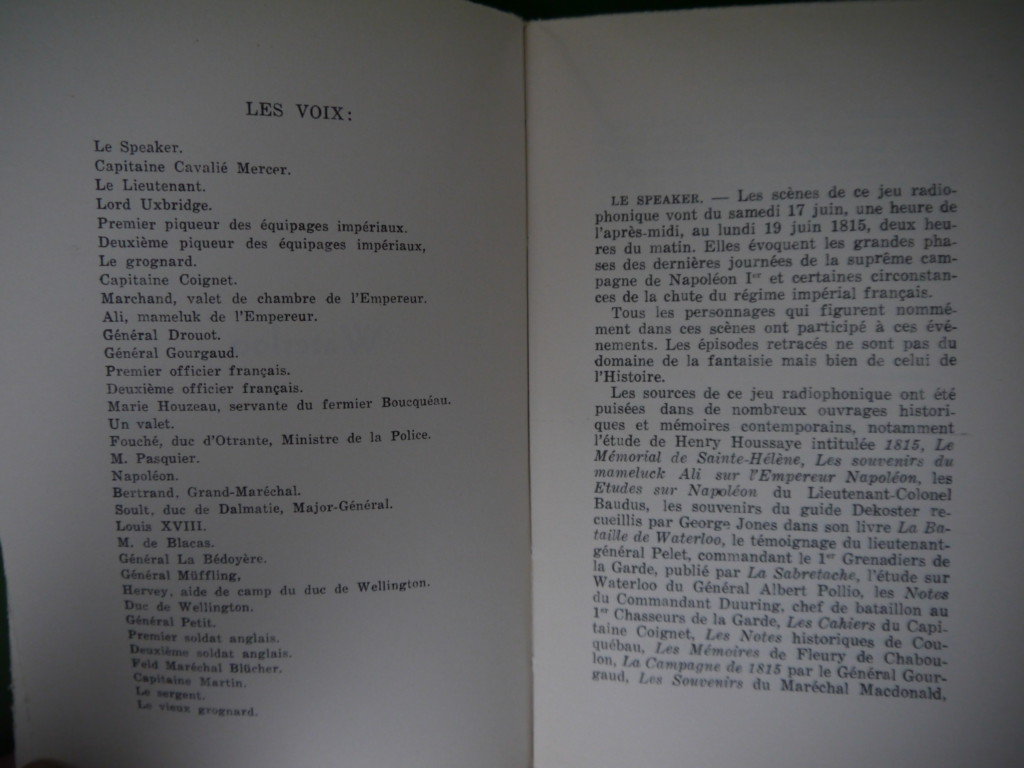 LES VOIX:
Le Speaker.
Capitaine Cavalié Mercer.
Le Lieutenant.
Lord Uxbridge.
Premier piqueur des équipages impériaux.
Deuxième piqueur des équipages impériaux,
Le grognard.
Capitaine Coignet.
Marchand, valet de chambre de l'Empereur.
Ali, mameluk de l'Empereur.
Général Drouot.
Général Gourgaud.
Premier officier français.
Deuxième officier français.
Marie Houzeau, servante du fermier Boucquéau.
Un valet.
Fouché, duc d'Otrante, Ministre de la Police.
M. Pasquier.
Napoléon.
Bertrand, Grand-Maréchal.
Soult, duc de Dalmatie, Major-Général.
Louis XVIII.
M. de Blacas.
Général La Bédoyère.
Général Müffling,
Hervey, aide de camp du duc de Wellington.
Duc de Wellington.
Général Petit.
Premier soldat anglais.
Deuxième soldat anglais.
Feld Maréchal Blücher.
Capitaine Martin.
Le sergent.
Le vieux grognard.
LE SPEAKER. — Les scènes de ce jeu radio-
phonique vont du samedi 17 juin, une heure de
l'après-midi, au lundi 19 juin 1815, deux heu-
res du matin. Elles évoquent les grandes pha-
ses des dernières journées de la suprême cam-
pagne de Napoléon Ier et certaines circonstan-
ces de la chute du régime impérial français.
Tous les personnages qui figurent nommé-
ment dans ces scènes ont participé à ces évé-
nements. Les épisodes retracés ne sont pas du
domaine de la fantaisie mais bien de celui de
l'Histoire.
Les sources de ce jeu radiophonique ont été
puisées dans de nombreux ouvrages histori-
ques et mémoires contemporains, notamment
l'étude de Henry Houssaye intitulée 1815, Le
Mémorial de Sainte-Hélène, Les souvenirs du
mameluck Ali sur l'Empereur Napoléon, les
Etudes sur Napoléon du Lieutenant-Colonel
Baudus, les souvenirs du guide Dekoster re-
cueillis par George Jones dans son livre La Ba-
taille de Waterloo, le témoignage du lieutenant-
général Pelet, commandant le 1er Grenadiers de
la Garde, publié par La Sabretache, l'étude sur
Waterloo du Général Albert Pollio, les Notes
du Commandant Duuring, chef de bataillon au
1er Chasseurs de la Garde, Les Cahiers du Capi-
taine Coignet, Les Notes historiques de Cou-
québau, Les Mémoires de Fleury de Chabou-
lon, La Campagne de 1815 par le Général Gour-
gaud, Les Souvenirs du Maréchal Macdonald,